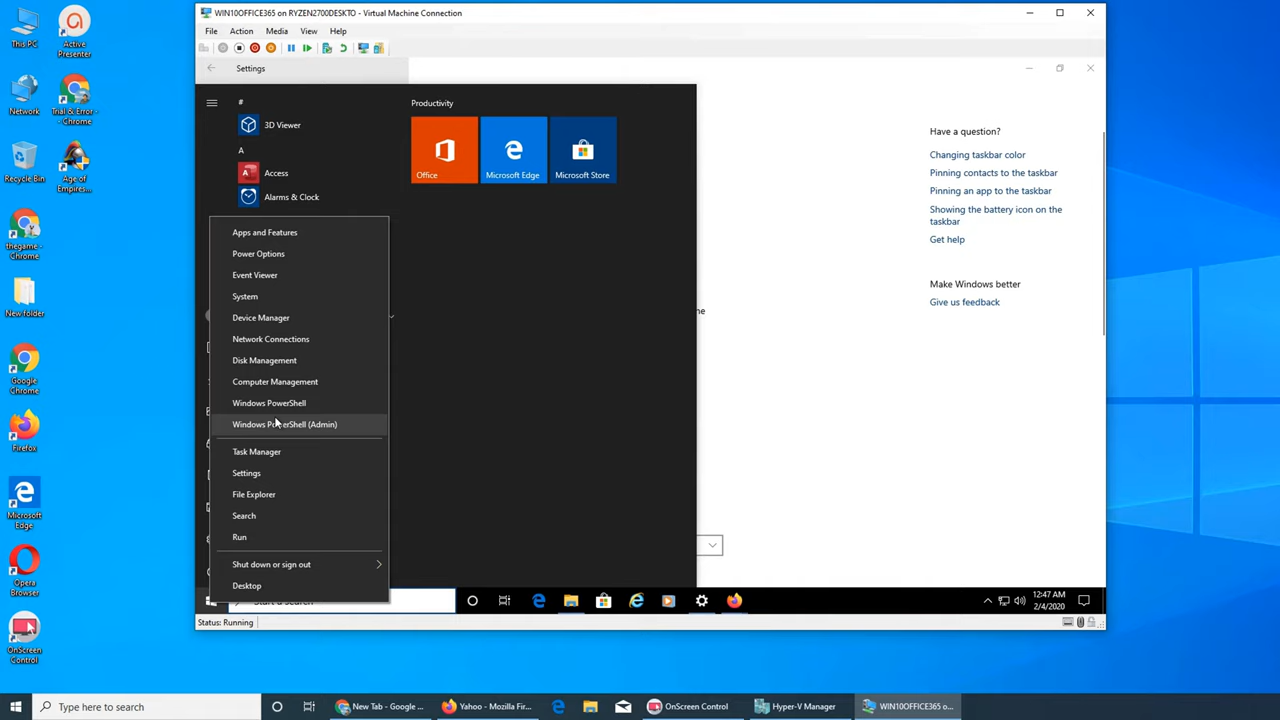 This PC
Active
Presenter
Network
Trial & Error -
- Chrome
Recycle Bin
Age of
Empires...
thegame -
Chrome
New folder
Google
Chrome
Firefox
Microsoft
Edge
Opera
Browser
OnScreen
Control
WIN10OFFICE365 on RYZEN2700DESKTO - Virtual Machine Connection
File Action Media View Help
Settings
#
3D Viewer
A
Access
Alarms & Clock
Productivity
Office
Microsoft Edge
Microsoft Store
Apps and Features
Power Options
Event Viewer
System
Device Manager
Network Connections
Disk Management
Computer Management
Windows PowerShell
Windows PowerShell (Admin)
Task Manager
Settings
File Explorer
Search
Run
Shut down or sign out
Desktop
Have a question?
Changing taskbar color
Pinning contacts to the taskbar
Pinning an app to the taskbar
Showing the battery icon on the
taskbar
Get help
Make Windows better
Give us feedback
12:47 AM
2/4/2020
Status: Running
Type here to search
New Tab - Google ...
Yahoo - Mozilla Fir...
OnScreen Control
Hyper-V Manager
WIN10OFFICE365 o...